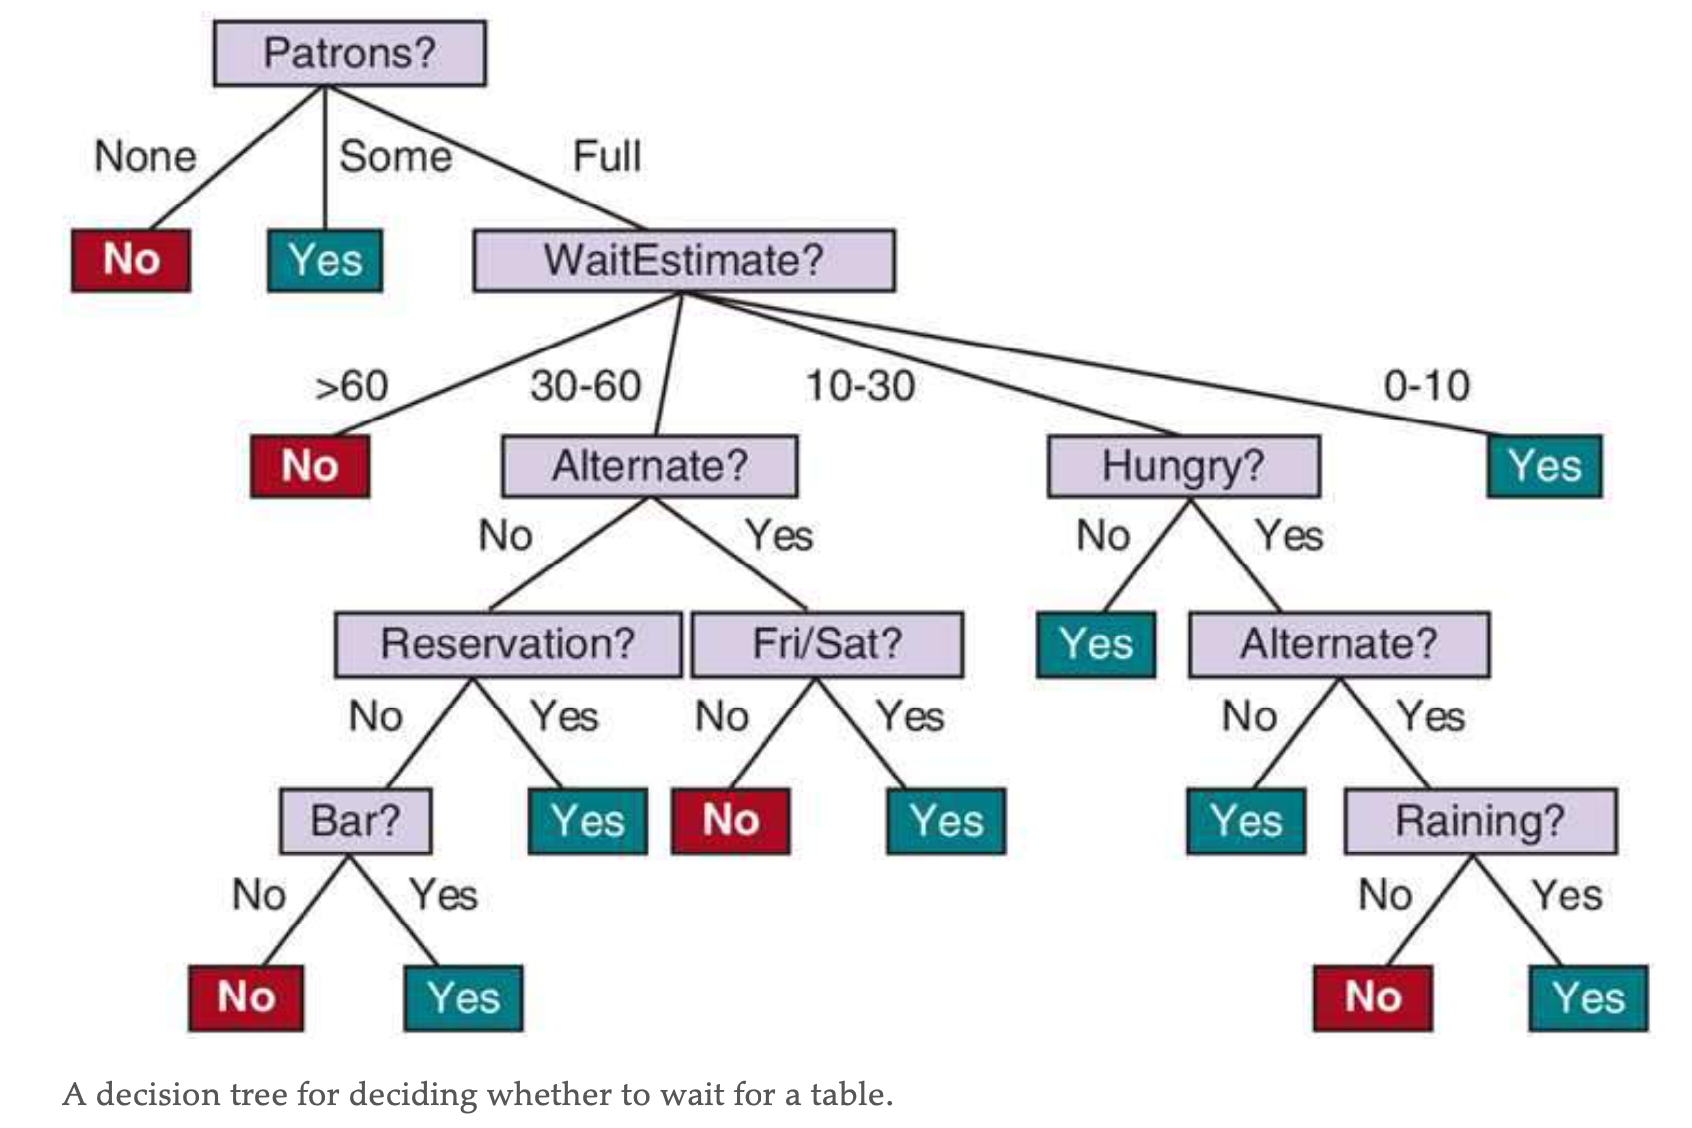 Patrons?
None Some Full
No Yes WaitEstimate?
>60 30-60 10-30 0-10
No Alternate? Hungry? Yes
No Yes No Yes
Reservation? Fri/Sat? Yes Alternate?
No Yes No Yes No Yes
Bar? Yes No Yes Yes Raining?
No Yes No Yes
No Yes No Yes
A decision tree for deciding whether to wait for a table.